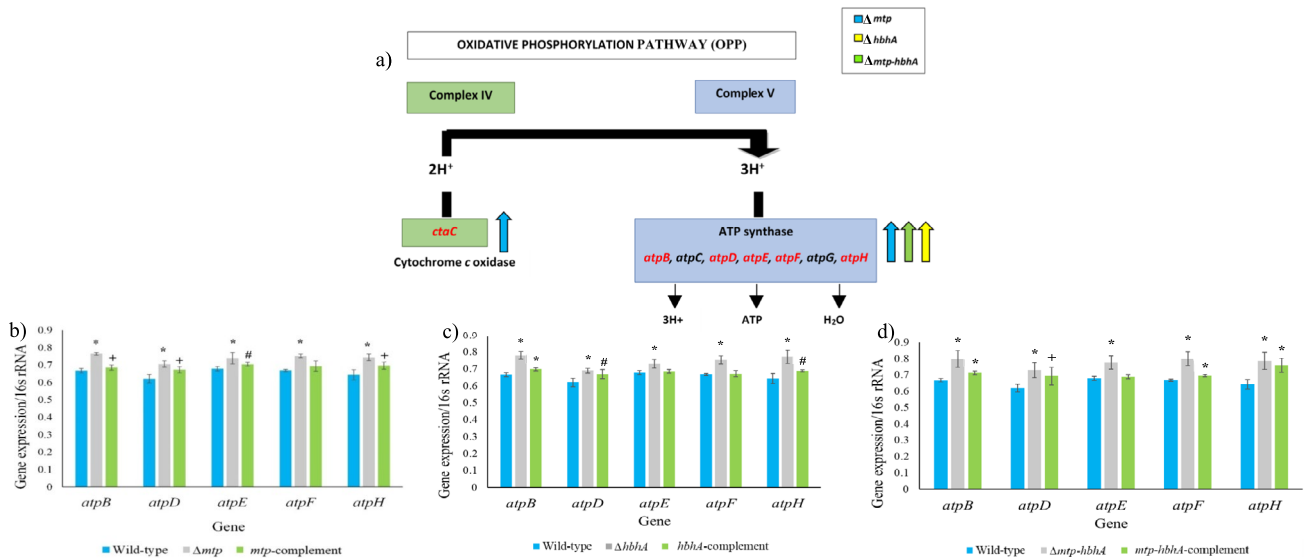 a)
OXIDATIVE PHOSPHORYLATION PATHWAY (OPP)
Δmtp
ΔhbhA
Δmtp-hbhA
Complex IV
Complex V
2H⁺
3H⁺
ctaC
Cytochrome c oxidase
ATP synthase
atpB, atpC, atpD, atpE, atpF, atpG, atpH
3H+
ATP
H₂O
b)
Gene expression/16s rRNA
0.9
0.8
0.7
0.6
0.5
0.4
0.3
0.2
0.1
0
*
+
*
+
*
#
*
*
+
atpB
atpD
atpE
atpF
atpH
Gene
Wild-type
Δmtp
mtp-complement
c)
Gene expression/16s rRNA
0.9
0.8
0.7
0.6
0.5
0.4
0.3
0.2
0.1
0
*
*
*
#
*
*
*
#
atpB
atpD
atpE
atpF
atpH
Gene
Wild-type
ΔhbhA
hbhA-complement
d)
Gene expression/16s rRNA
0.9
0.8
0.7
0.6
0.5
0.4
0.3
0.2
0.1
0
*
*
*
+
*
*
*
*
*
atpB
atpD
atpE
atpF
atpH
Gene
Wild-type
Δmtp-hbhA
mtp-hbhA-complement